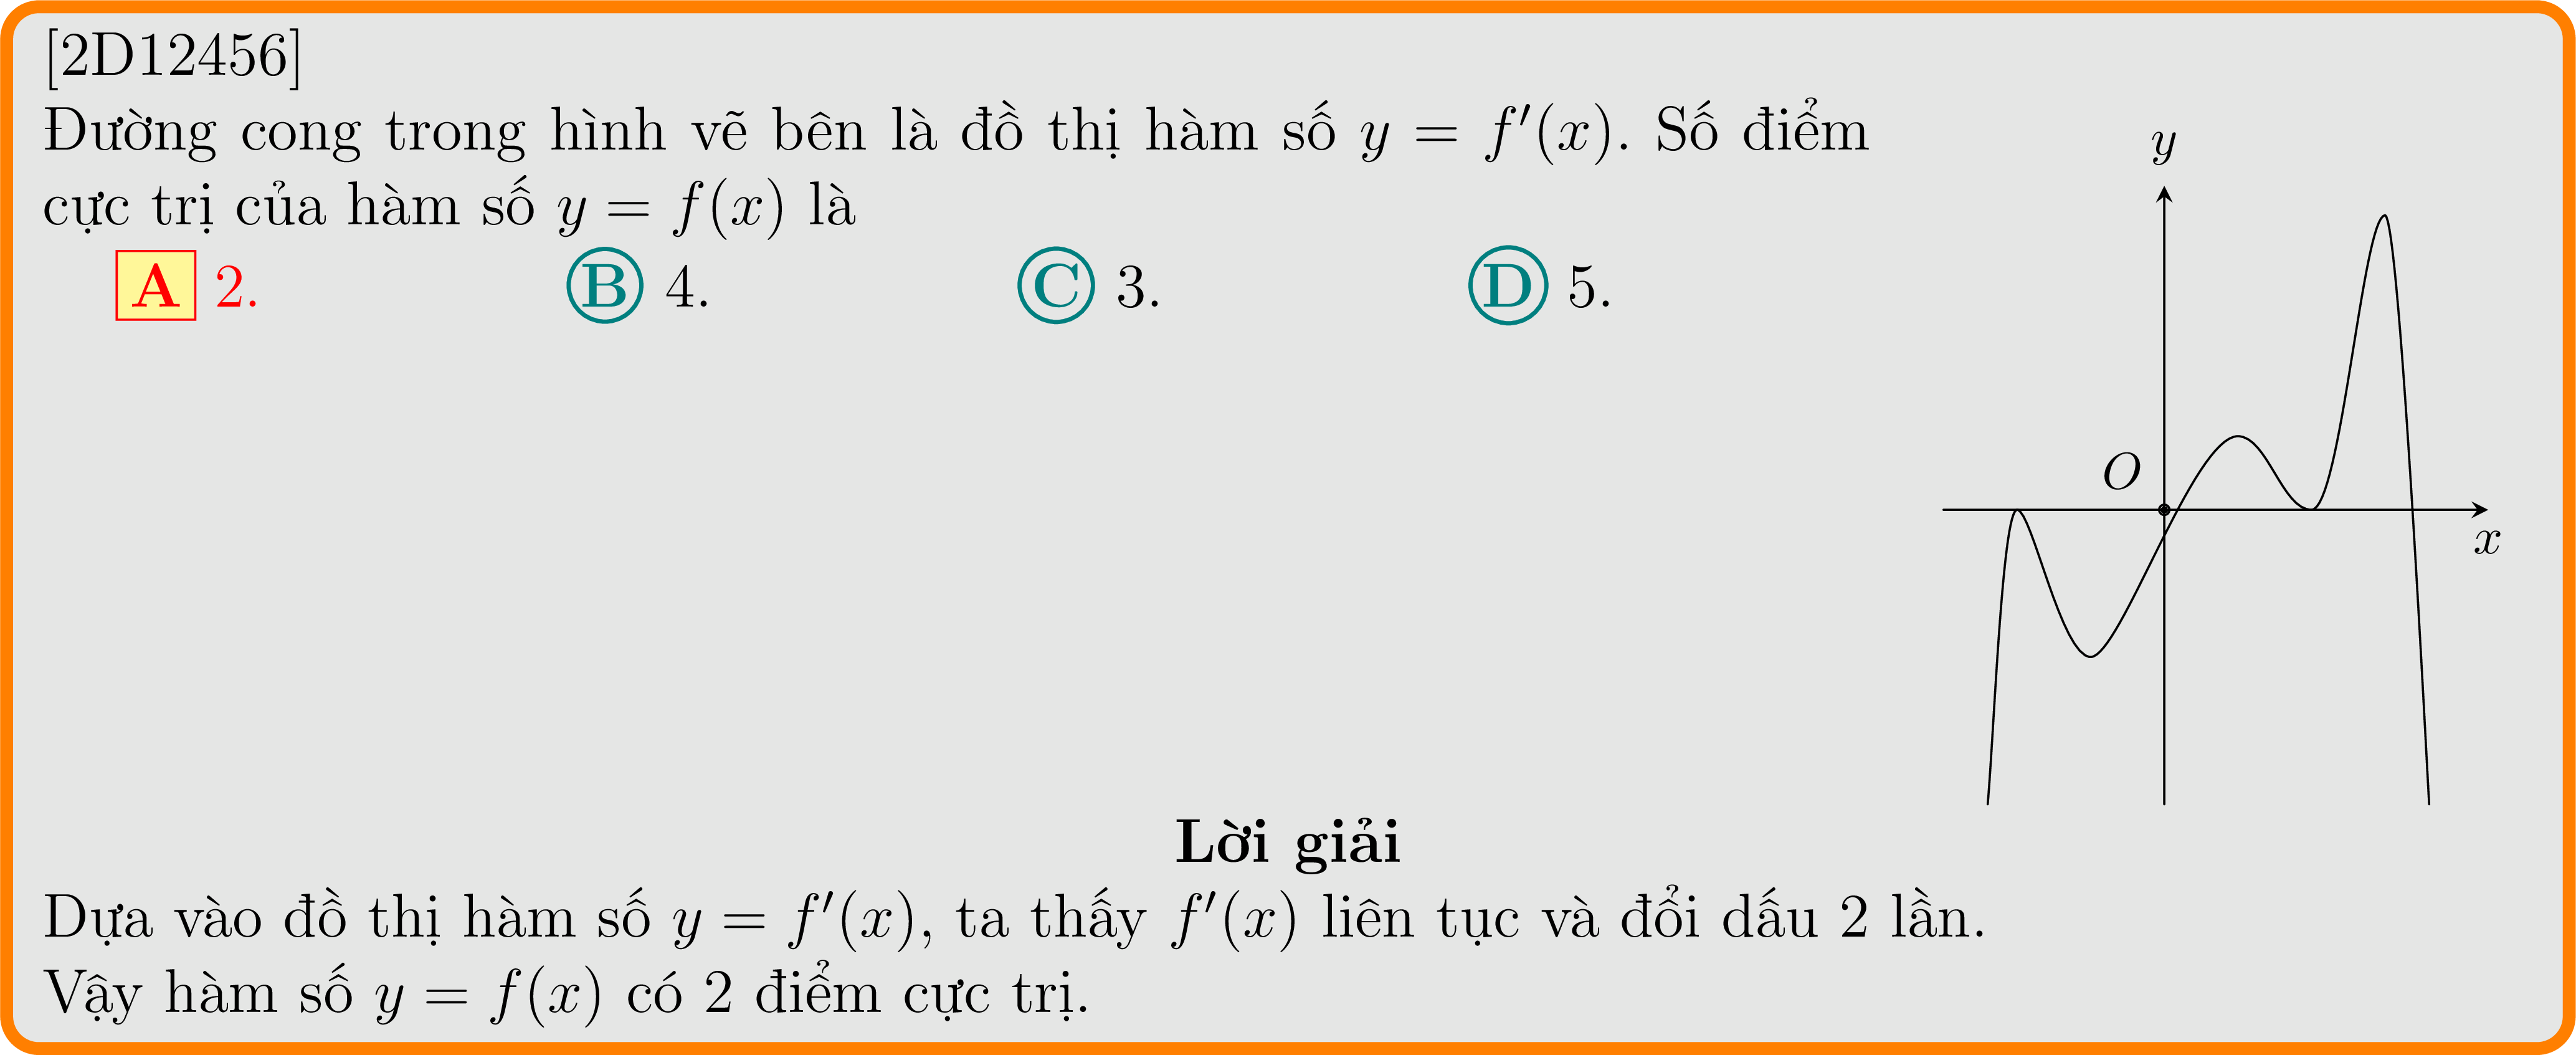 [2D12456]
Đường cong trong hình vẽ bên là đồ thị hàm số y = f′(x). Số điểm
cực trị của hàm số y = f(x) là
A 2. B 4. C 3. D 5.
y
O
x
Lời giải
Dựa vào đồ thị hàm số y = f′(x), ta thấy f′(x) liên tục và đổi dấu 2 lần.
Vậy hàm số y = f(x) có 2 điểm cực trị.